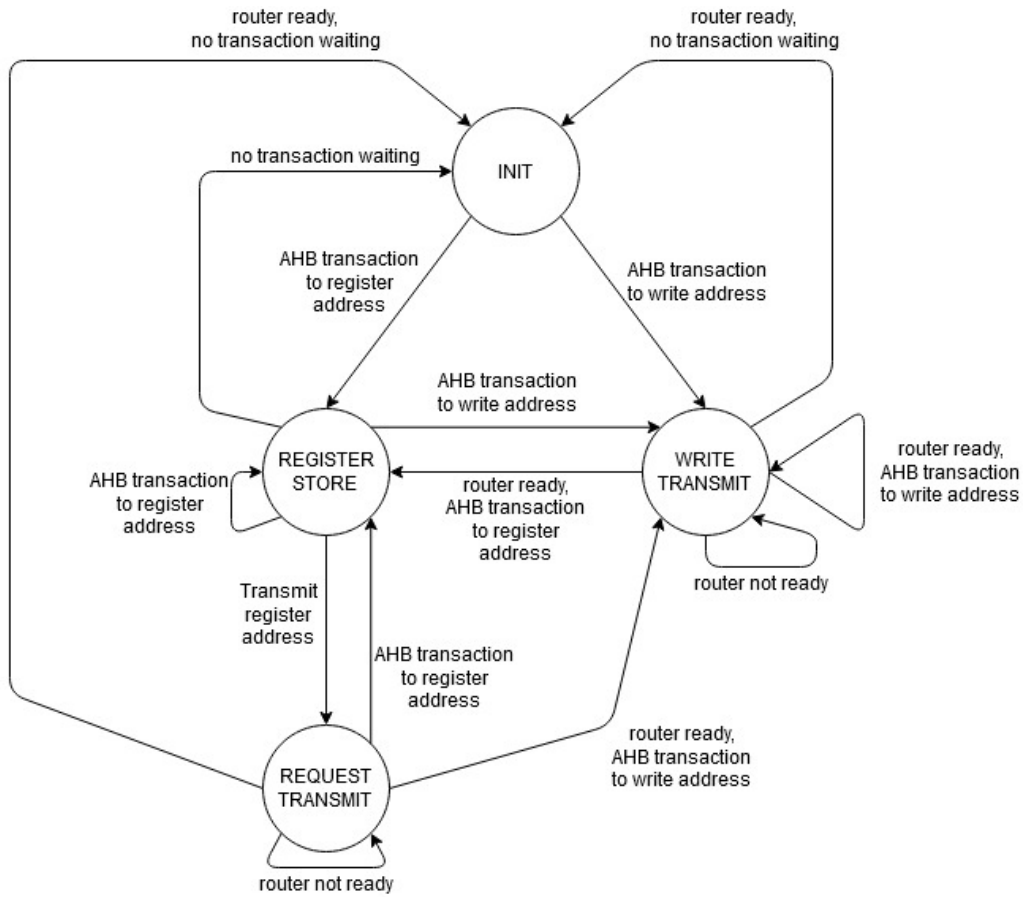 router ready,
no transaction waiting
router ready,
no transaction waiting
no transaction waiting
INIT
AHB transaction
to register
address
AHB transaction
to write address
AHB transaction
to write address
REGISTER
STORE
WRITE
TRANSMIT
router ready,
AHB transaction
to write address
AHB transaction
to register
address
router ready,
AHB transaction
to register
address
router not ready
Transmit
register
address
AHB transaction
to register
address
router ready,
AHB transaction
to write address
REQUEST
TRANSMIT
router not ready